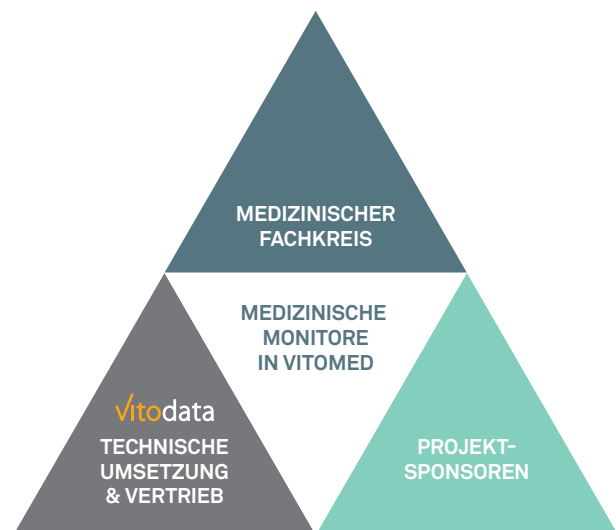 MEDIZINISCHER
FACHKREIS
MEDIZINISCHE
MONITORE
IN VITOMED
vitodata
TECHNISCHE
UMSETZUNG
& VERTRIEB
PROJEKT-
SPONSOREN